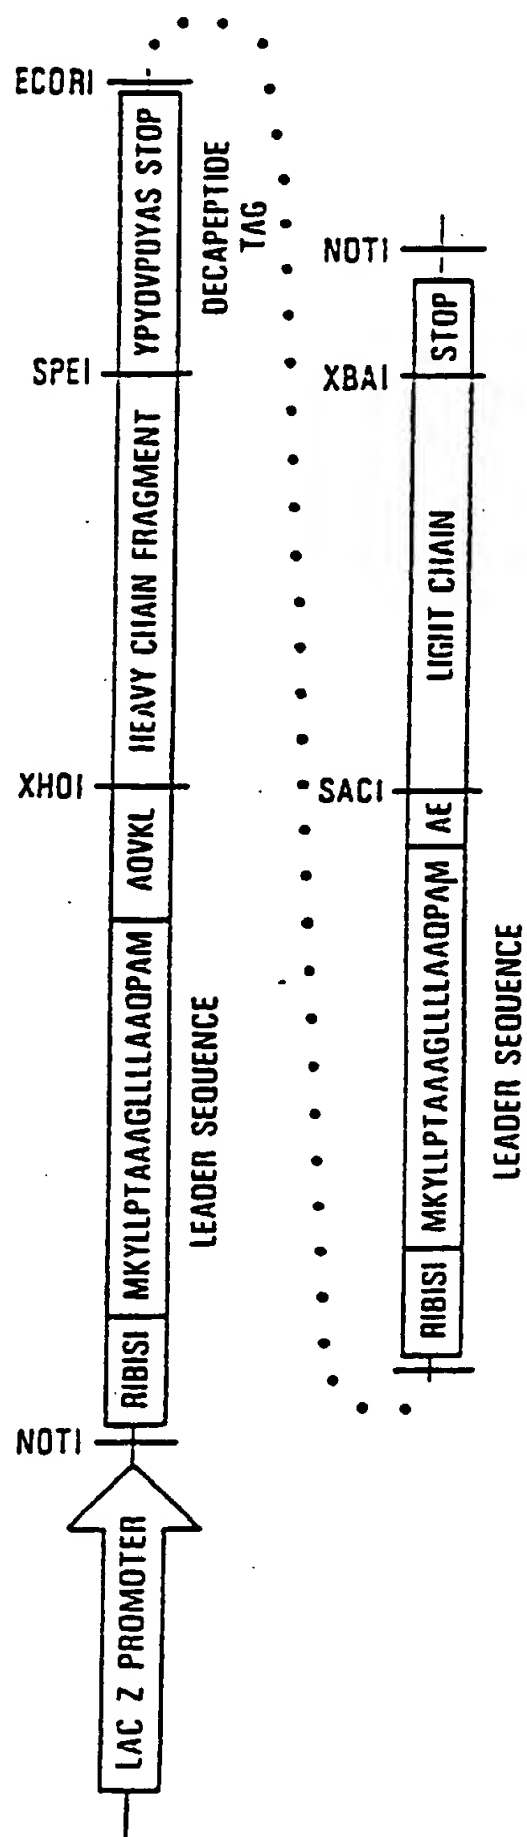 LAC Z PROMOTER
NOTI
RIBISI
MKYLLPTAAAGLLLLAAQPAM
LEADER SEQUENCE
AOVKL
XHOI
HEAVY CHAIN FRAGMENT
SPEI
YPYDVPDYAS STOP
DECAPEPTIDE
TAG
ECORI
RIBISI
MKYLLPTAAAGLLLLAAQPAM
LEADER SEQUENCE
AE
SACI
LIGHT CHAIN
XBAI
STOP
NOTI